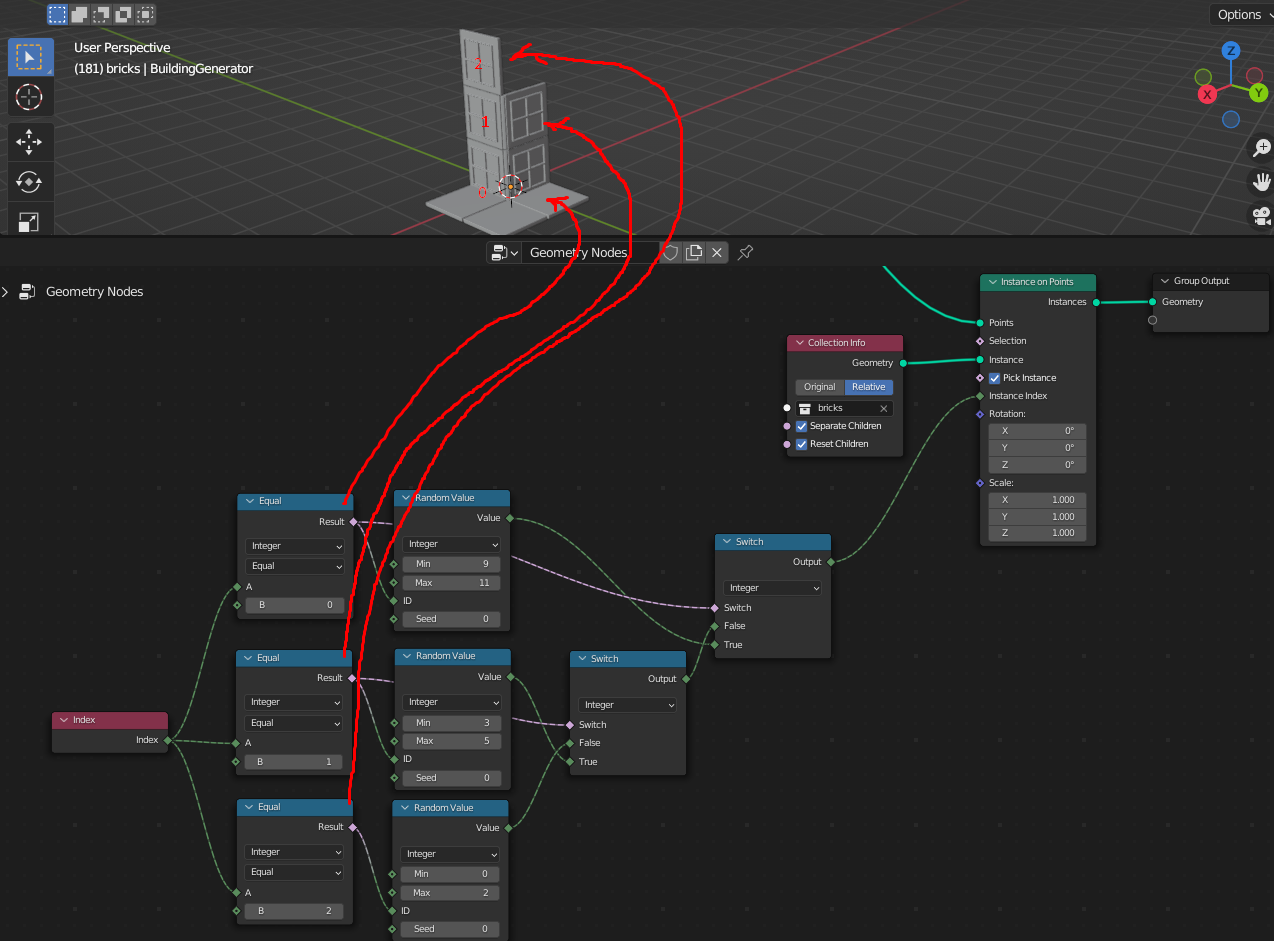 Options
User Perspective
(181) bricks | BuildingGenerator
Z
X
Y
2
1
0
Geometry Nodes
Geometry Nodes
Instance on Points
Instances
Points
Selection
Instance
Pick Instance
Instance Index
Rotation:
X 0°
Y 0°
Z 0°
Scale:
X 1.000
Y 1.000
Z 1.000
Group Output
Geometry
Collection Info
Geometry
Original Relative
bricks
Separate Children
Reset Children
Equal
Result
Integer
Equal
A
B 0
Random Value
Value
Integer
Min 9
Max 11
ID
Seed 0
Switch
Output
Integer
Switch
False
True
Equal
Result
Integer
Equal
A
B 1
Random Value
Value
Integer
Min 3
Max 5
ID
Seed 0
Switch
Output
Integer
Switch
False
True
Index
Index
Equal
Result
Integer
Equal
A
B 2
Random Value
Value
Integer
Min 0
Max 2
ID
Seed 0